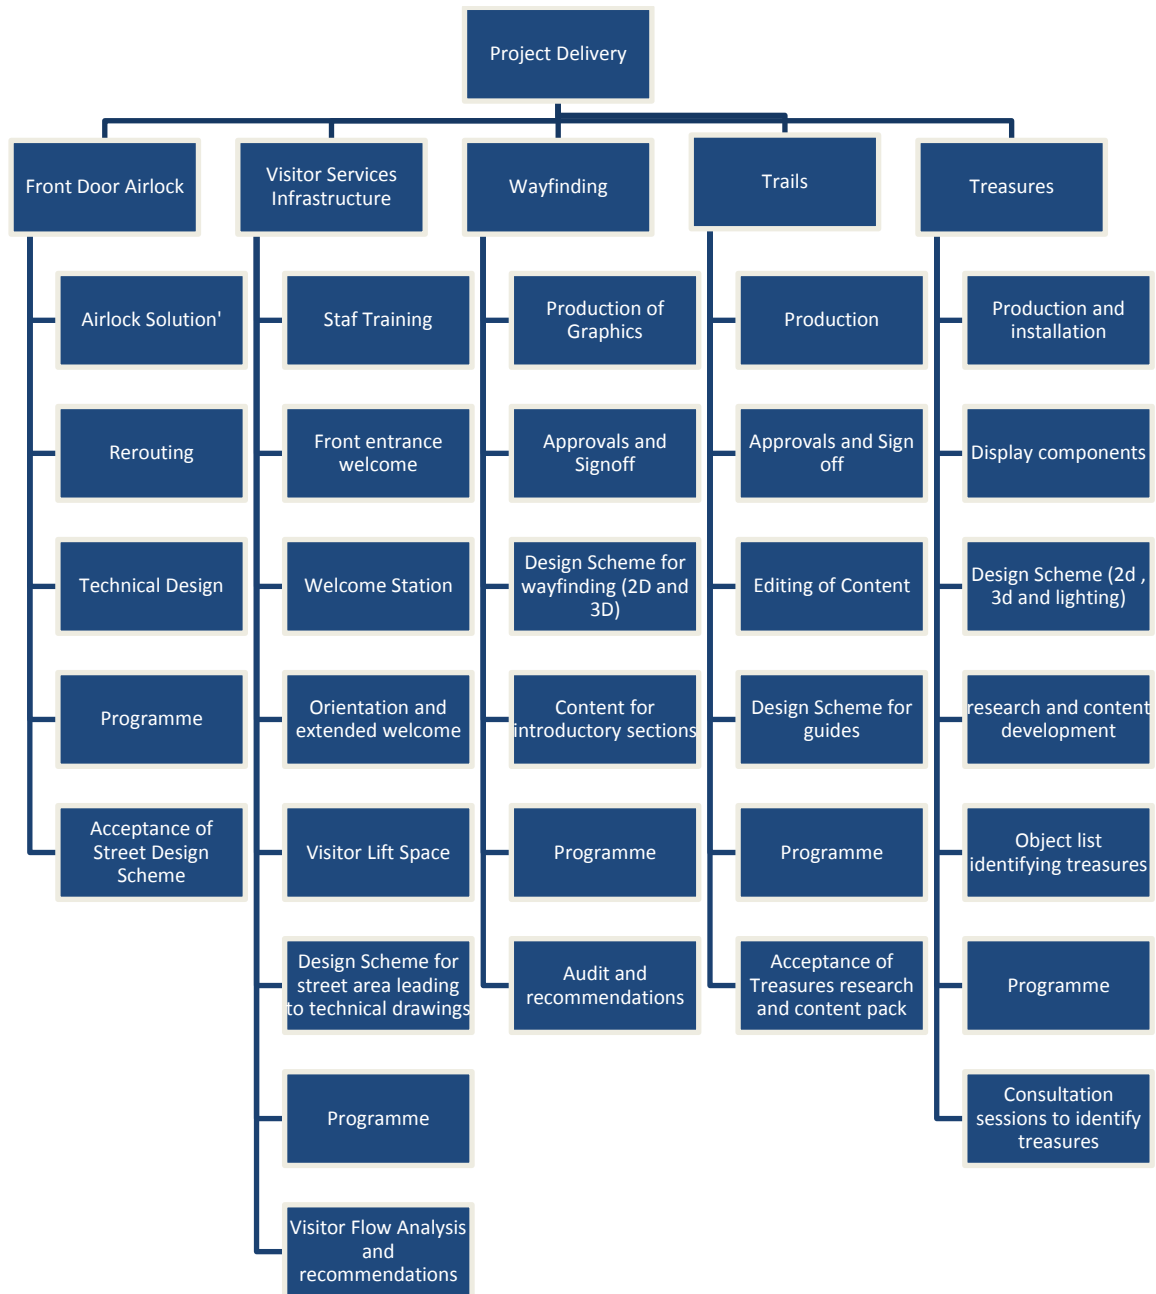 Project Delivery
Front Door Airlock
Visitor Services
Infrastructure
Wayfinding
Trails
Treasures
Airlock Solution'
Rerouting
Technical Design
Programme
Acceptance of
Street Design
Scheme
Staf Training
Front entrance
welcome
Welcome Station
Orientation and
extended welcome
Visitor Lift Space
Design Scheme for
street area leading
to technical drawings
Programme
Visitor Flow Analysis
and
recommendations
Production of
Graphics
Approvals and
Signoff
Design Scheme for
wayfinding (2D and
3D)
Content for
introductory sections
Programme
Audit and
recommendations
Production
Approvals and Sign
off
Editing of Content
Design Scheme for
guides
Programme
Acceptance of
Treasures research
and content pack
Production and
installation
Display components
Design Scheme (2d ,
3d and lighting)
research and content
development
Object list
identifying treasures
Programme
Consultation
sessions to identify
treasures